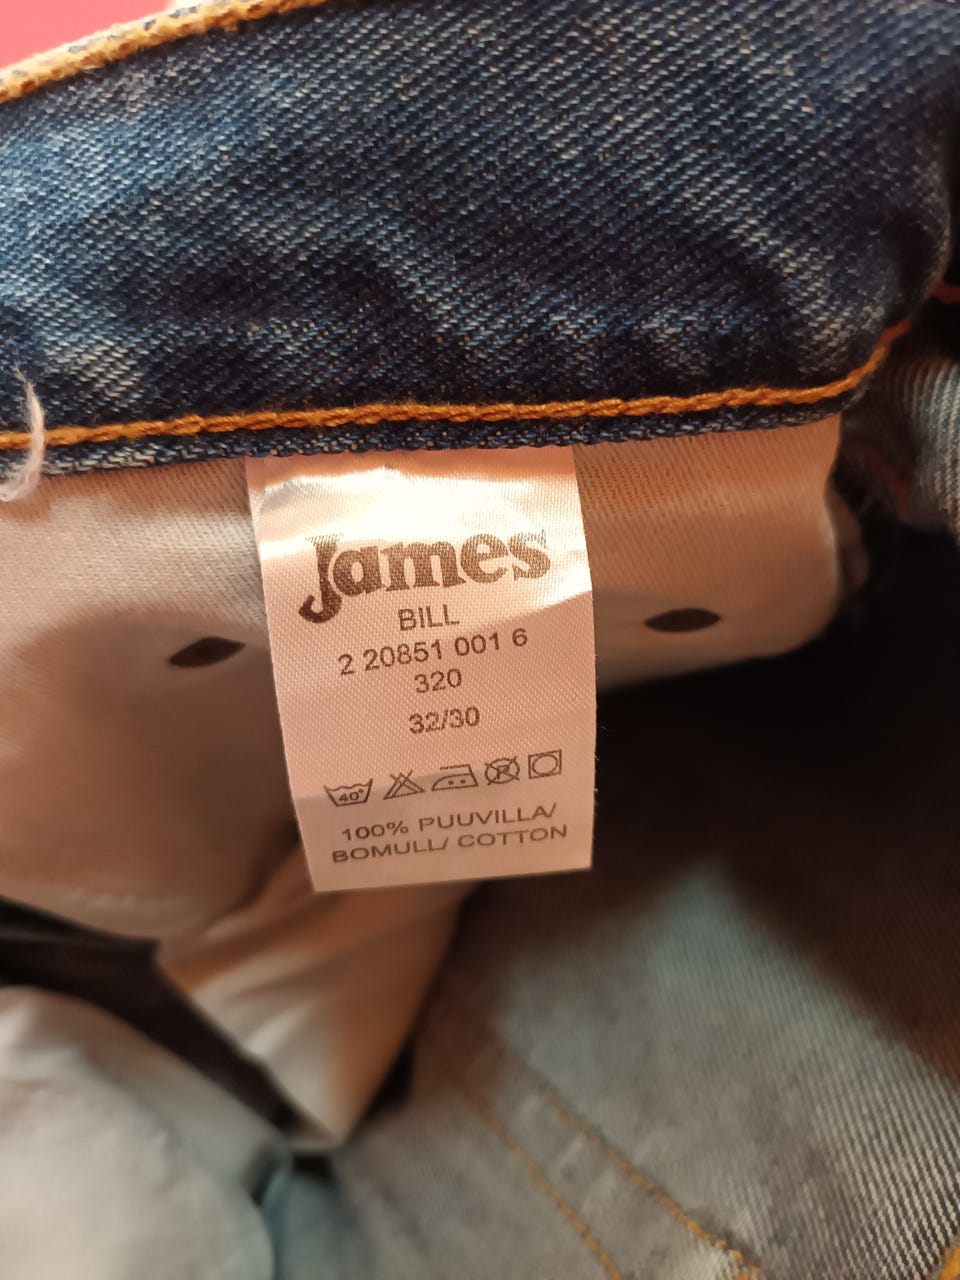 James
BILL
2 20851 001 6
320
32/30
40°
P
100% PUUVILLA/
BOMULL/ COTTON